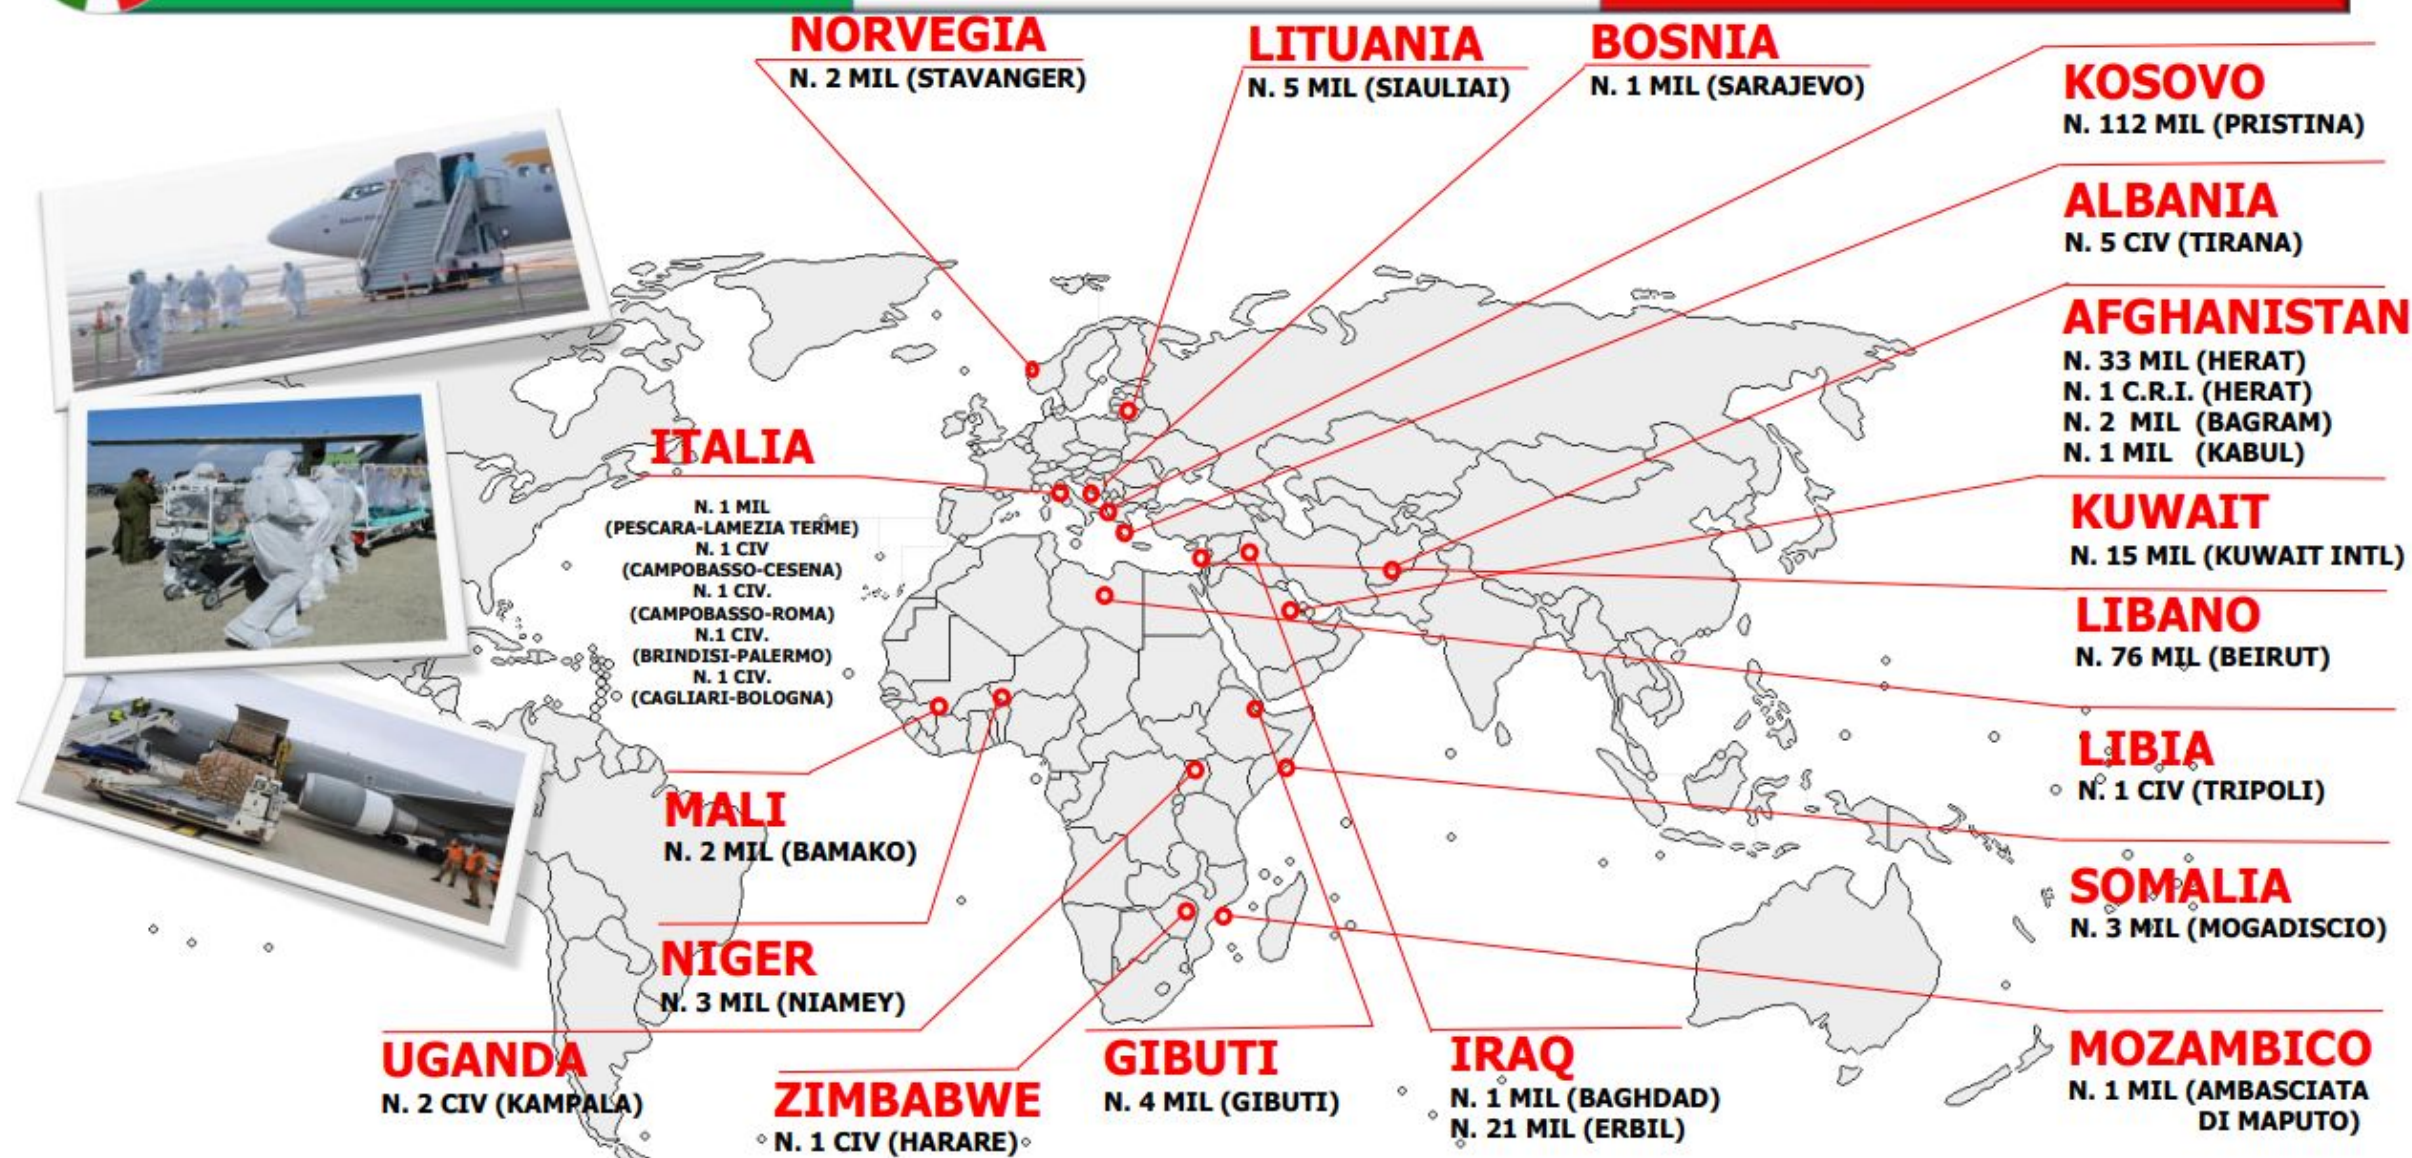 NORVEGIA
N. 2 MIL (STAVANGER)
LITUANIA
N. 5 MIL (SIAULIAI)
BOSNIA
N. 1 MIL (SARAJEVO)
KOSOVO
N. 112 MIL (PRISTINA)
ALBANIA
N. 5 CIV (TIRANA)
AFGHANISTAN
N. 33 MIL (HERAT)
N. 1 C.R.I. (HERAT)
N. 2 MIL (BAGRAM)
N. 1 MIL (KABUL)
KUWAIT
N. 15 MIL (KUWAIT INTL)
LIBANO
N. 76 MIL (BEIRUT)
LIBIA
N. 1 CIV (TRIPOLI)
SOMALIA
N. 3 MIL (MOGADISCIO)
MOZAMBICO
N. 1 MIL (AMBASCIATA
DI MAPUTO)
ITALIA
N. 1 MIL
(PESCARA-LAMEZIA TERME)
N. 1 CIV
(CAMPOBASSO-CESENA)
N. 1 CIV.
(CAMPOBASSO-ROMA)
N.1 CIV.
(BRINDISI-PALERMO)
N. 1 CIV.
(CAGLIARI-BOLOGNA)
MALI
N. 2 MIL (BAMAKO)
NIGER
N. 3 MIL (NIAMEY)
UGANDA
N. 2 CIV (KAMPALA)
ZIMBABWE
N. 1 CIV (HARARE)
GIBUTI
N. 4 MIL (GIBUTI)
IRAQ
N. 1 MIL (BAGHDAD)
N. 21 MIL (ERBIL)